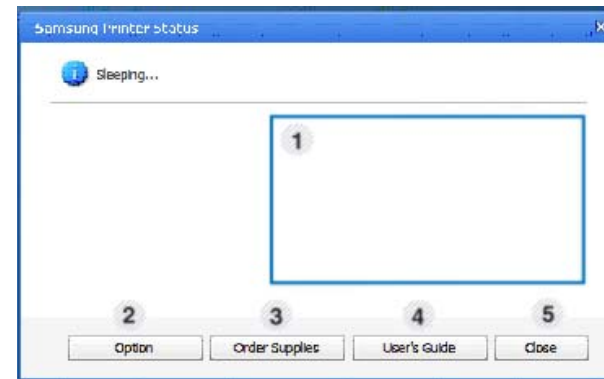 Samsung Printer Status
Sleeping...
1
2 3 4 5
Option Order Supplies User's Guide Close